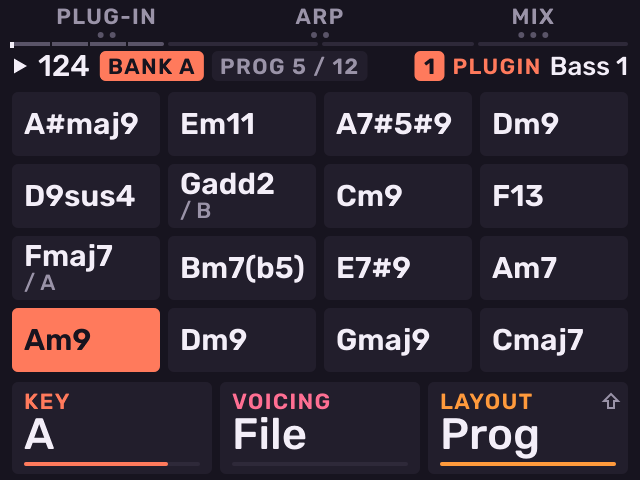 PLUG-IN ARP MIX
124 BANK A PROG 5 / 12 1 PLUGIN Bass 1
A#maj9 Em11 A7#5#9 Dm9
D9sus4 Gadd2 / B Cm9 F13
Fmaj7 / A Bm7(b5) E7#9 Am7
Am9 Dm9 Gmaj9 Cmaj7
KEY VOICING LAYOUT
A File Prog